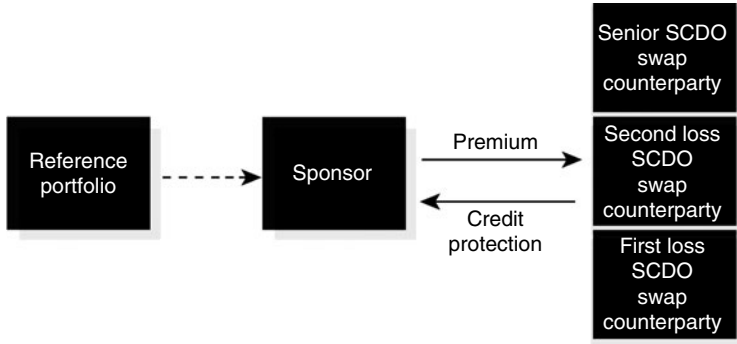 Reference
portfolio
Sponsor
Premium
Credit
protection
Senior SCDO
swap
counterparty
Second loss
SCDO
swap
counterparty
First loss
SCDO
swap
counterparty